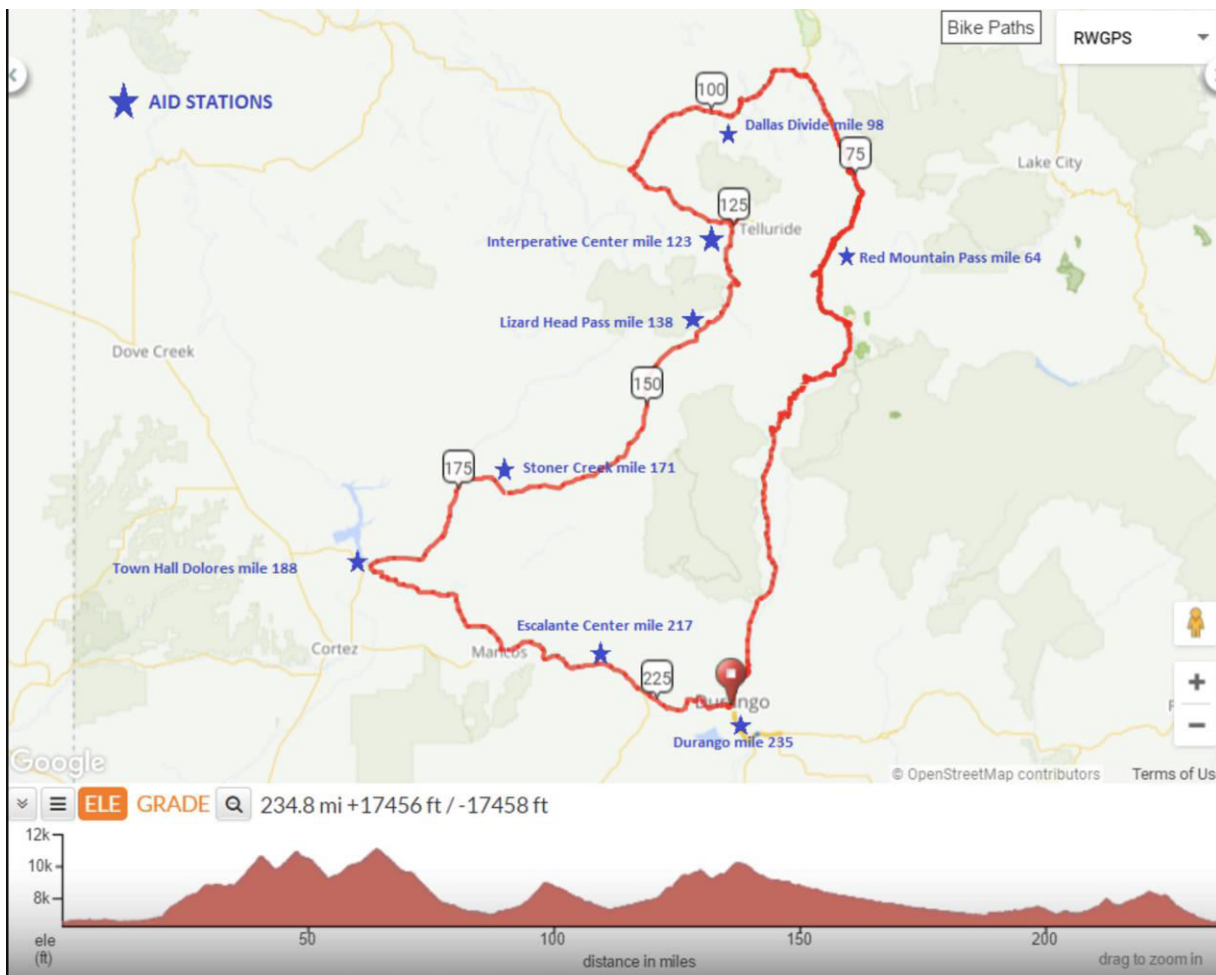 Bike Paths
RWGPS
AID STATIONS
100
Dallas Divide mile 98
75
Lake City
125
Telluride
Interperative Center mile 123
Red Mountain Pass mile 64
Lizard Head Pass mile 138
Dove Creek
150
175
Stoner Creek mile 171
Town Hall Dolores mile 188
Escalante Center mile 217
Cortez
Mancos
225
Durango
Durango mile 235
Google
© OpenStreetMap contributors
Terms of Us
ELE GRADE 234.8 mi +17456 ft / -17458 ft
12k
10k
8k
ele
(ft)
50
100
150
200
distance in miles
drag to zoom in